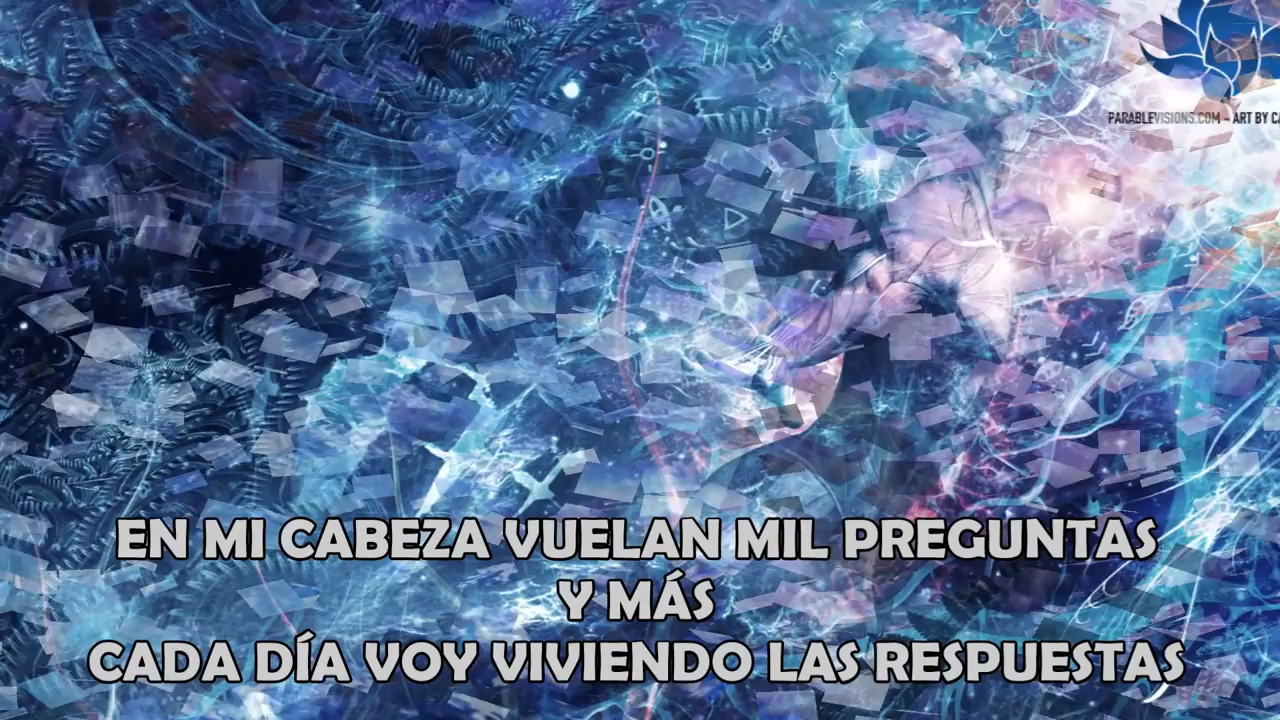 PARABLEVISIONS.COM - ART BY
EN MI CABEZA VUELAN MIL PREGUNTAS
Y MÁS
CADA DÍA VOY VIVIENDO LAS RESPUESTAS